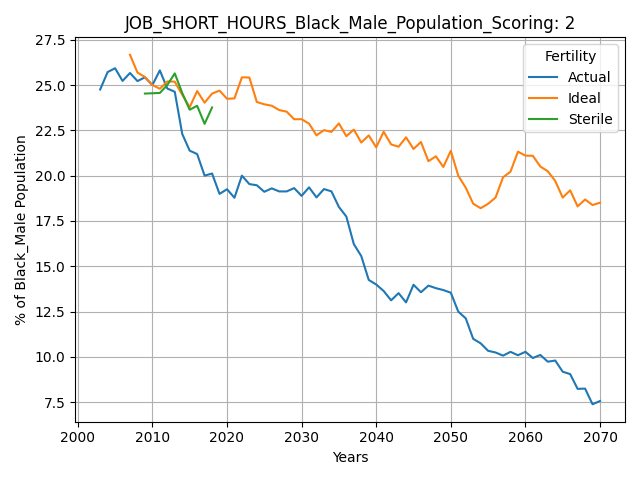 JOB_SHORT_HOURS_Black_Male_Population_Scoring: 2
27.5
25.0
22.5
20.0
17.5
15.0
12.5
10.0
7.5
% of Black_Male Population
Fertility
Actual
Ideal
Sterile
2000 2010 2020 2030 2040 2050 2060 2070
Years